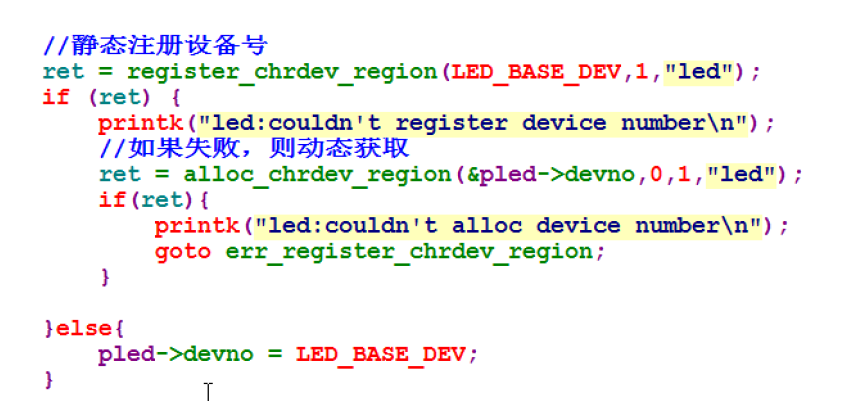 //静态注册设备号
ret = register_chrdev_region(LED_BASE_DEV,1,"led");
if (ret) {
    printk("led:couldn't register device number\n");
    //如果失败，则动态获取
    ret = alloc_chrdev_region(&pled->devno,0,1,"led");
    if(ret){
        printk("led:couldn't alloc device number\n");
        goto err_register_chrdev_region;
    }

}else{
    pled->devno = LED_BASE_DEV;
}